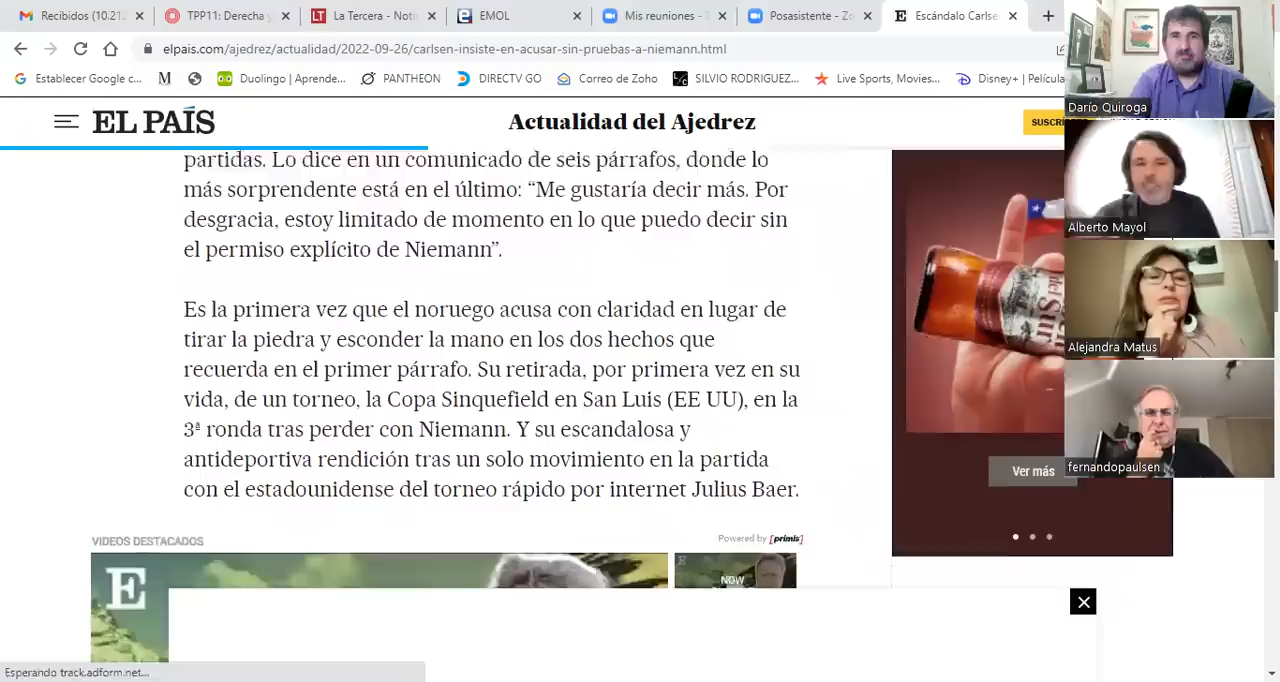 Recibidos (10.21
TPP11: Derecha y
La Tercera - Noti
EMOL
Mis reuniones -
Posasistente - Zo
Escándalo Carlse
elpais.com/ajedrez/actualidad/2022-09-26/carlsen-insiste-en-acusar-sin-pruebas-a-niemann.html
Establecer Google c...
Duolingo | Aprende...
PANTHEON
DIRECTV GO
Correo de Zoho
SILVIO RODRIGUEZ...
Live Sports, Movies...
Disney+ | Película
EL PAÍS
Actualidad del Ajedrez
partidas. Lo dice en un comunicado de seis párrafos, donde lo
más sorprendente está en el último: “Me gustaría decir más. Por
desgracia, estoy limitado de momento en lo que puedo decir sin
el permiso explícito de Niemann”.
Es la primera vez que el noruego acusa con claridad en lugar de
tirar la piedra y esconder la mano en los dos hechos que
recuerda en el primer párrafo. Su retirada, por primera vez en su
vida, de un torneo, la Copa Sinquefield en San Luis (EE UU), en la
3ª ronda tras perder con Niemann. Y su escandalosa y
antideportiva rendición tras un solo movimiento en la partida
con el estadounidense del torneo rápido por internet Julius Baer.
VIDEOS DESTACADOS
Powered by [primis]
NOW
E
Ver más
Darío Quiroga
Alberto Mayol
Alejandra Matus
fernandopaulsen
Esperando track.adform.net...